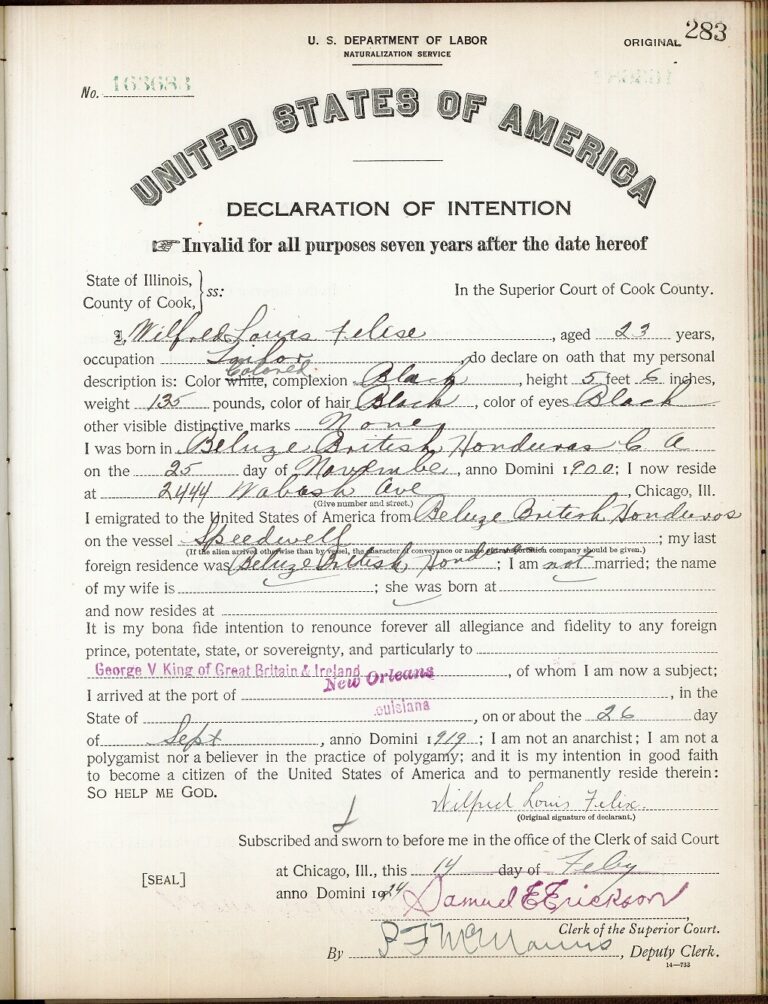 283
U. S. DEPARTMENT OF LABOR
NATURALIZATION SERVICE
ORIGINAL
No. 163683
UNITED STATES OF AMERICA
DECLARATION OF INTENTION
☞ Invalid for all purposes seven years after the date hereof
State of Illinois,
County of Cook, } ss:
In the Superior Court of Cook County.
I, Wilfred Louis Felise, aged 23 years,
occupation Tailor, do declare on oath that my personal
Colored
description is: Color white, complexion Black, height 5 feet 6 inches,
weight 135 pounds, color of hair Black, color of eyes Black
other visible distinctive marks None
I was born in Beluze British Honduras C A
on the 25 day of November, anno Domini 1900; I now reside
at 2444 Wabash Ave, Chicago, Ill.
(Give number and street.)
I emigrated to the United States of America from Beluze British Honduras
on the vessel Speedwell; my last
(If the alien arrived otherwise than by vessel, the character of conveyance or name of transportation company should be given.)
foreign residence was Beluze British Honduras; I am not married; the name
of my wife is ; she was born at
and now resides at
It is my bona fide intention to renounce forever all allegiance and fidelity to any foreign
prince, potentate, state, or sovereignty, and particularly to
George V King of Great Britain & Ireland, of whom I am now a subject;
I arrived at the port of New Orleans, in the
State of ouisiana, on or about the 26 day
of Sept, anno Domini 1919; I am not an anarchist; I am not a
polygamist nor a believer in the practice of polygamy; and it is my intention in good faith
to become a citizen of the United States of America and to permanently reside therein:
SO HELP ME GOD.
Wilfred Louis Felix.
(Original signature of declarant.)
Subscribed and sworn to before me in the office of the Clerk of said Court
at Chicago, Ill., this 14 day of Feby
[SEAL]
anno Domini 1924 Samuel E Erickson
Clerk of the Superior Court.
By , Deputy Clerk.
14—733